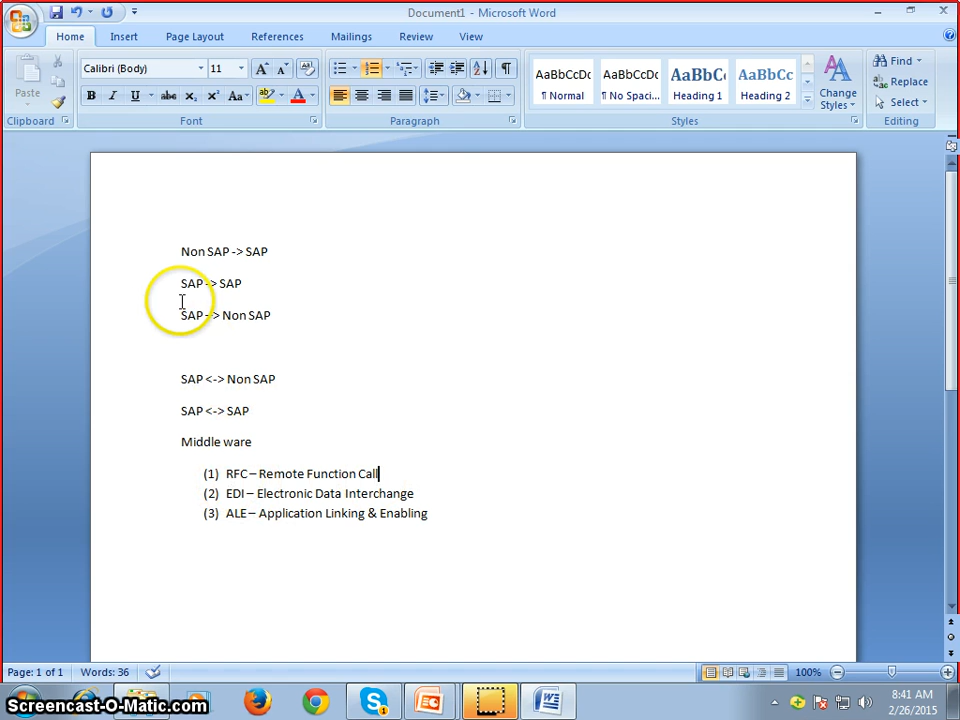 Document1 - Microsoft Word
Home Insert Page Layout References Mailings Review View
Paste
Calibri (Body) 11
B I U abc X₂ X² Aa
AaBbCcDc AaBbCcDc AaBbC AaBbCc
¶ Normal ¶ No Spaci... Heading 1 Heading 2
Change Styles
Find
Replace
Select
Clipboard Font Paragraph Styles Editing
Non SAP -> SAP
SAP -> SAP
SAP -> Non SAP
SAP <-> Non SAP
SAP <-> SAP
Middle ware
(1) RFC – Remote Function Call
(2) EDI – Electronic Data Interchange
(3) ALE – Application Linking & Enabling
Page: 1 of 1 Words: 36 100%
Screencast-O-Matic.com
8:41 AM
2/26/2015